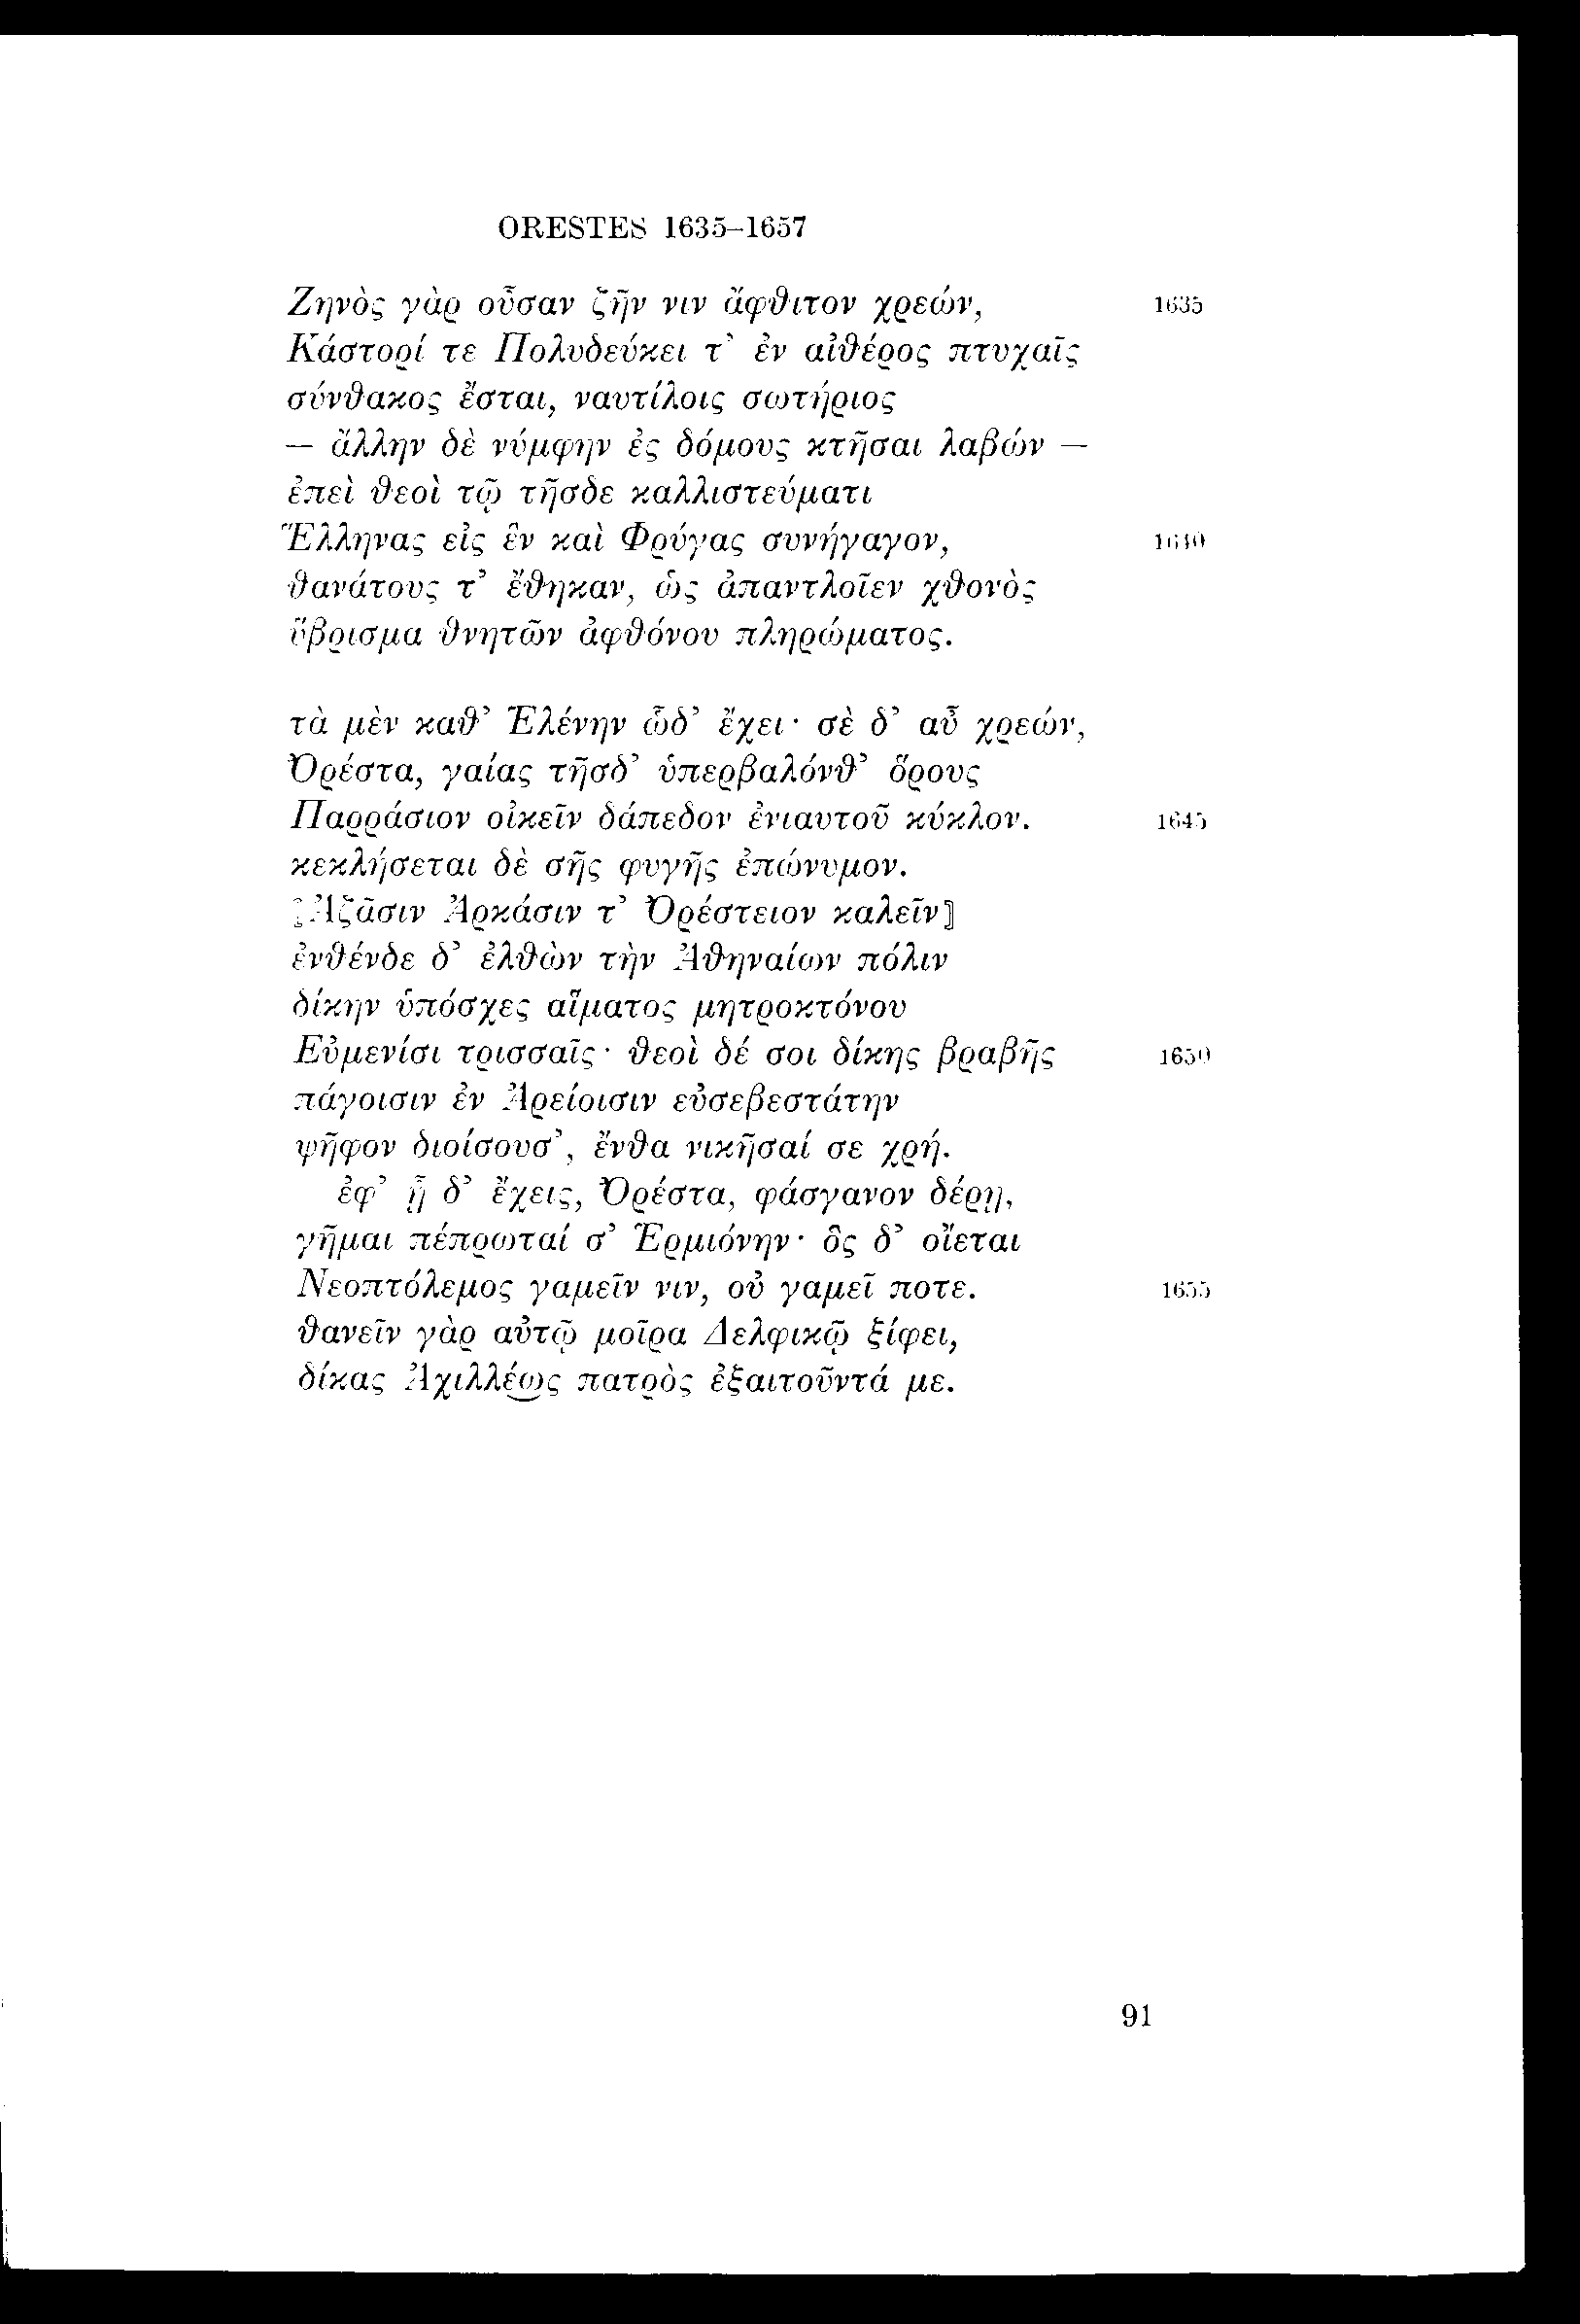 ORESTES 1635–1657
Ζηνὸς γὰρ οὖσαν ζῆν νιν ἄφθιτον χρεών, 1635
Κάστορί τε Πολυδεύκει τ' ἐν αἰθέρος πτυχαῖς
σύνθακος ἔσται, ναυτίλοις σωτήριος
— ἄλλην δὲ νύμφην ἐς δόμους κτῆσαι λαβών —
ἐπεὶ θεοὶ τῷ τῆσδε καλλιστεύματι
Ἕλληνας εἰς ἓν καὶ Φρύγας συνήγαγον, 1640
θανάτους τ' ἔθηκαν, ὡς ἀπαντλοῖεν χθονὸς
ὕβρισμα θνητῶν ἀφθόνου πληρώματος.
τὰ μὲν καθ' Ἑλένην ὧδ' ἔχει· σὲ δ' αὖ χρεών,
Ὀρέστα, γαίας τῆσδ' ὑπερβαλόνθ' ὅρους
Παρράσιον οἰκεῖν δάπεδον ἐνιαυτοῦ κύκλον. 1645
κεκλήσεται δὲ σῆς φυγῆς ἐπώνυμον.
⟦Ἀζᾶσιν Ἀρκάσιν τ' Ὀρέστειον καλεῖν⟧
ἐνθένδε δ' ἐλθὼν τὴν Ἀθηναίων πόλιν
δίκην ὑπόσχες αἵματος μητροκτόνου
Εὐμενίσι τρισσαῖς· θεοὶ δέ σοι δίκης βραβῆς 1650
πάγοισιν ἐν Ἀρείοισιν εὐσεβεστάτην
ψῆφον διοίσουσ', ἔνθα νικῆσαί σε χρή.
ἐφ' ᾗ δ' ἔχεις, Ὀρέστα, φάσγανον δέρῃ,
γῆμαι πέπρωταί σ' Ἑρμιόνην· ὃς δ' οἴεται
Νεοπτόλεμος γαμεῖν νιν, οὐ γαμεῖ ποτε. 1655
θανεῖν γὰρ αὐτῷ μοῖρα Δελφικῷ ξίφει,
δίκας Ἀχιλλέως πατρὸς ἐξαιτοῦντά με.
91